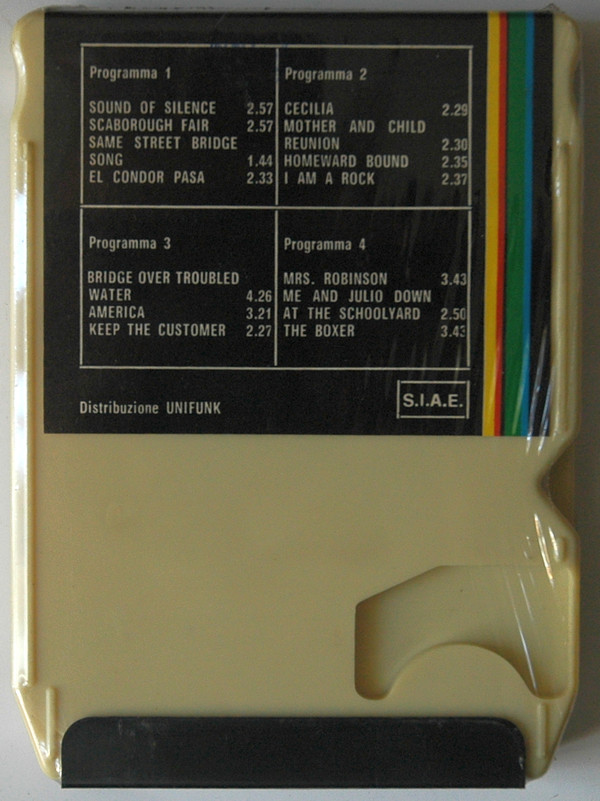 Programma 1
SOUND OF SILENCE 2.57
SCABOROUGH FAIR 2.57
SAME STREET BRIDGE
SONG 1.44
EL CONDOR PASA 2.33
Programma 2
CECILIA 2.29
MOTHER AND CHILD
REUNION 2.30
HOMEWARD BOUND 2.35
I AM A ROCK 2.37
Programma 3
BRIDGE OVER TROUBLED
WATER 4.26
AMERICA 3.21
KEEP THE CUSTOMER 2.27
Programma 4
MRS. ROBINSON 3.43
ME AND JULIO DOWN
AT THE SCHOOLYARD 2.50
THE BOXER 3.43
Distribuzione UNIFUNK
S.I.A.E.